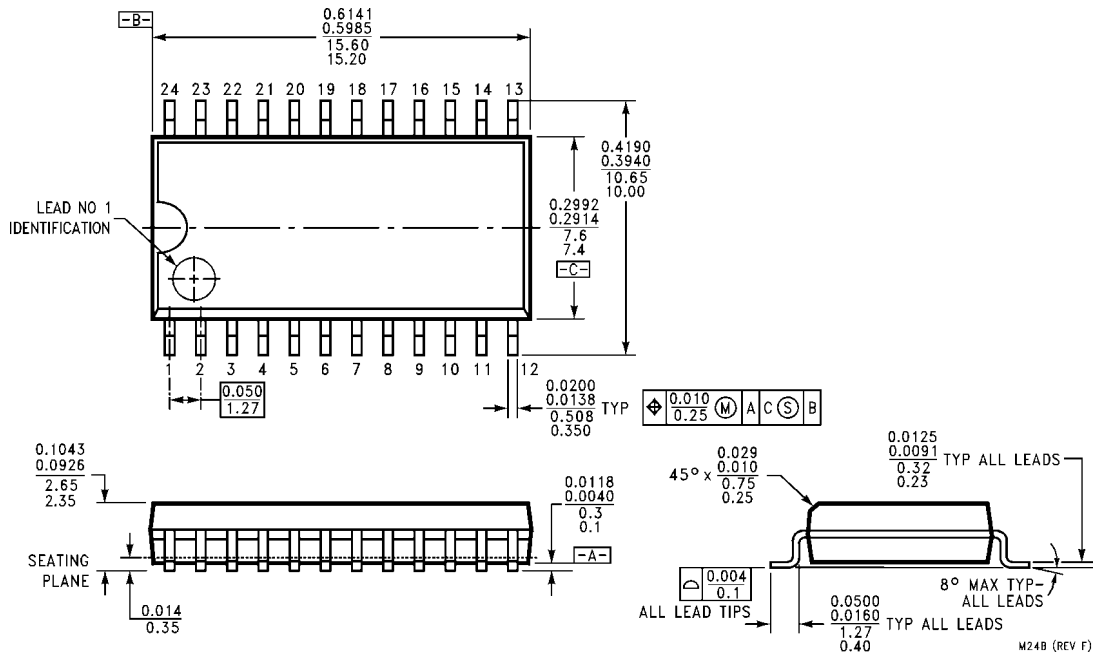 -B-
0.6141
0.5985
15.60
15.20
24 23 22 21 20 19 18 17 16 15 14 13
LEAD NO 1
IDENTIFICATION
0.4190
0.3940
10.65
10.00
0.2992
0.2914
7.6
7.4
-C-
1 2 3 4 5 6 7 8 9 10 11 12
0.050
1.27
0.0200
0.0138
0.508
0.350
TYP
⌖ 0.010 Ⓜ A C Ⓢ B
0.25
0.1043
0.0926
2.65
2.35
0.0118
0.0040
0.3
0.1
-A-
SEATING
PLANE
0.014
0.35
45° x
0.029
0.010
0.75
0.25
0.0125
0.0091
0.32
0.23
TYP ALL LEADS
0.004
0.1
ALL LEAD TIPS
8° MAX TYP-
ALL LEADS
0.0500
0.0160
1.27
0.40
TYP ALL LEADS
M24B (REV F)